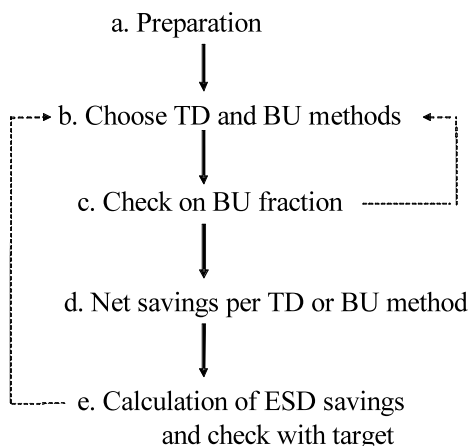 a. Preparation
b. Choose TD and BU methods
c. Check on BU fraction
d. Net savings per TD or BU method
e. Calculation of ESD savings
and check with target